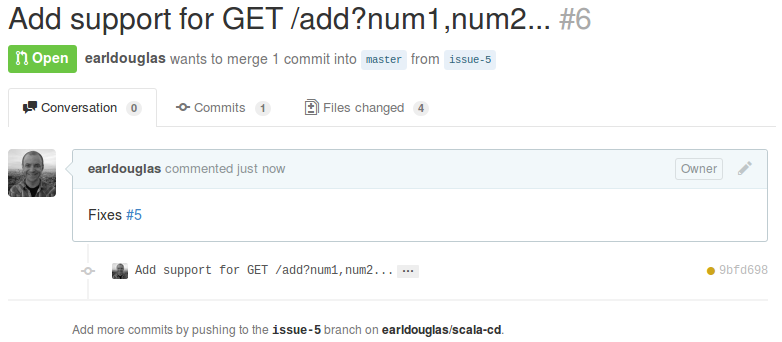 Add support for GET /add?num1,num2... #6
Open earldouglas wants to merge 1 commit into master from issue-5
Conversation 0 Commits 1 Files changed 4
earldouglas commented just now Owner
Fixes #5
Add support for GET /add?num1,num2... ... 9bfd698
Add more commits by pushing to the issue-5 branch on earldouglas/scala-cd.